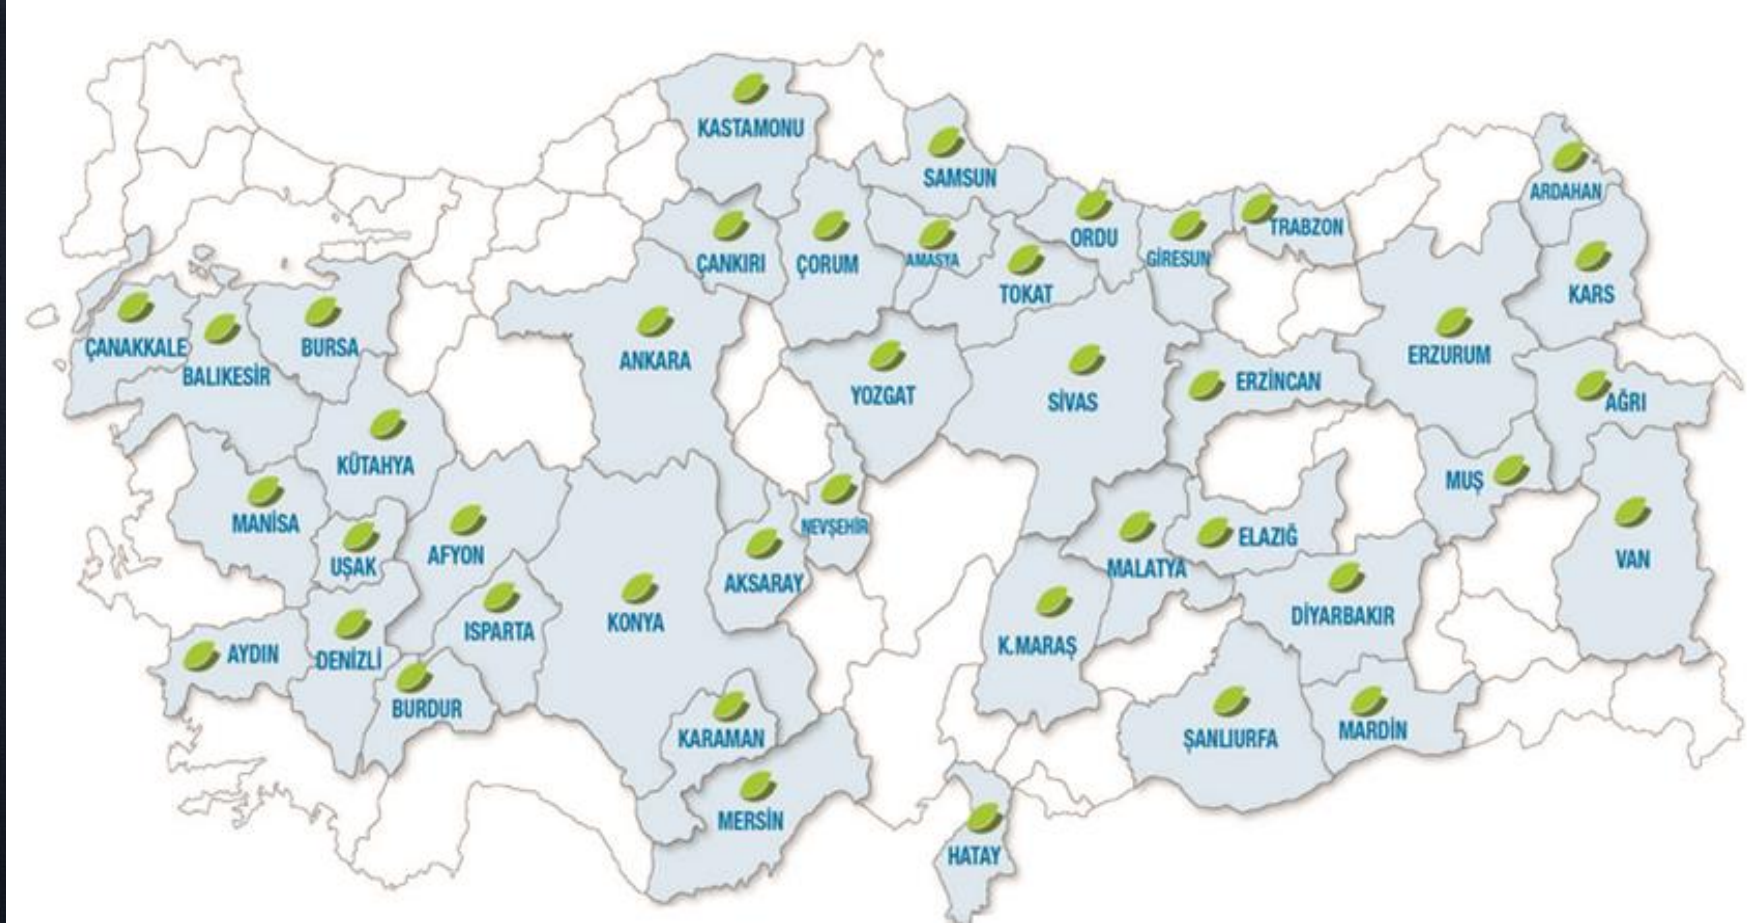 KASTAMONU
SAMSUN
ARDAHAN
ÇANKIRI
ÇORUM
AMASYA
ORDU
GİRESUN
TRABZON
TOKAT
KARS
ÇANAKKALE
BALIKESİR
BURSA
ANKARA
YOZGAT
SİVAS
ERZİNCAN
ERZURUM
AĞRI
KÜTAHYA
MUŞ
MANİSA
UŞAK
AFYON
NEVŞEHİR
AKSARAY
KONYA
ISPARTA
MALATYA
ELAZIĞ
VAN
DİYARBAKIR
K.MARAŞ
AYDIN
DENİZLİ
BURDUR
KARAMAN
ŞANLIURFA
MARDİN
MERSİN
HATAY